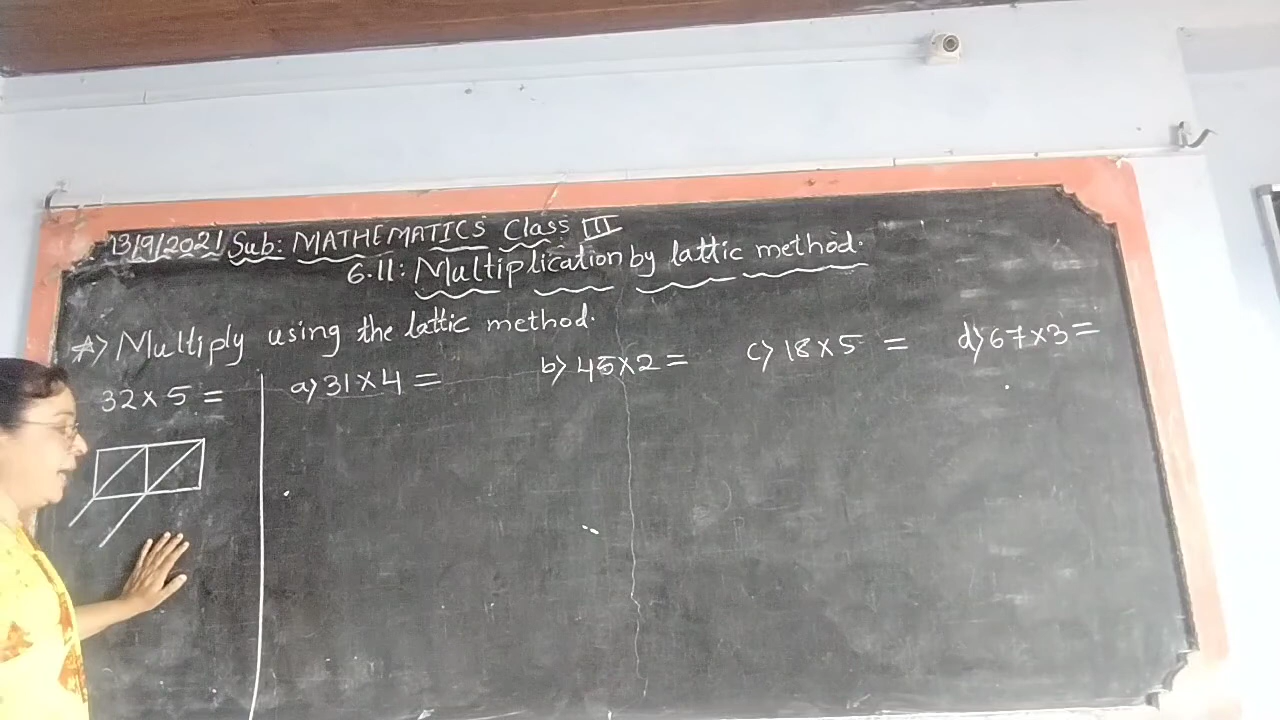 13/9/2021 Sub: MATHEMATICS Class III
6.11: Multiplication by lattic method.
A> Multiply using the lattic method.
32×5=
a) 31×4=
b) 45×2=
c) 18×5 =
d) 67×3=